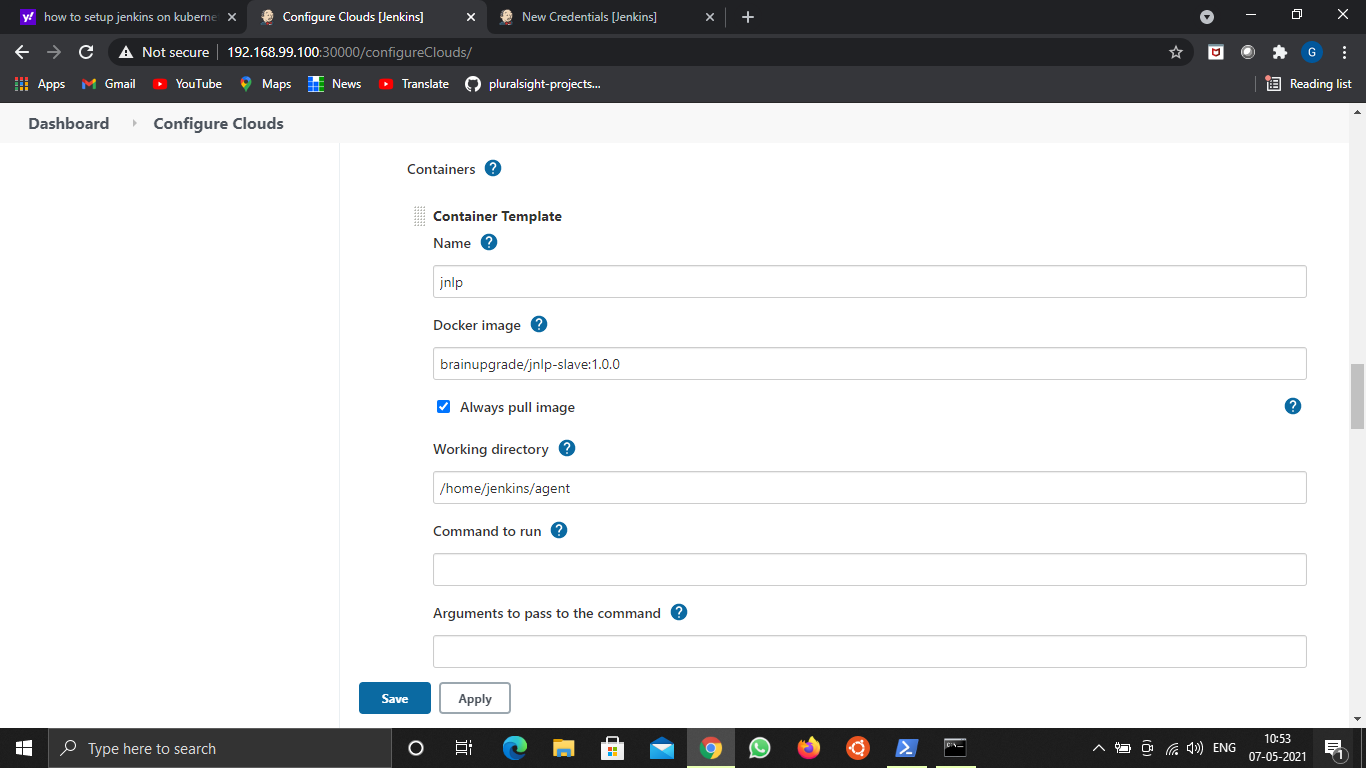 how to setup jenkins on kuberne
Configure Clouds [Jenkins]
New Credentials [Jenkins]
Not secure
192.168.99.100:30000/configureClouds/
G
Apps
Gmail
YouTube
Maps
News
Translate
pluralsight-projects...
Reading list
Dashboard
Configure Clouds
Containers ?
Container Template
Name ?
jnlp
Docker image ?
brainupgrade/jnlp-slave:1.0.0
Always pull image ?
Working directory ?
/home/jenkins/agent
Command to run ?
Arguments to pass to the command ?
Save
Apply
Type here to search
ENG
10:53
07-05-2021
1